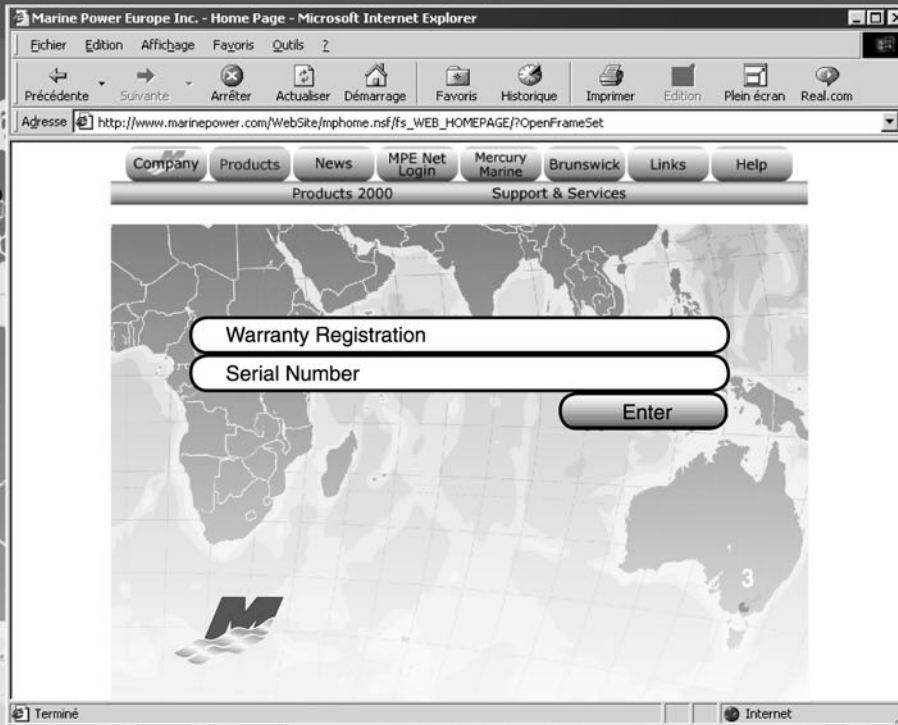 Marine Power Europe Inc. - Home Page - Microsoft Internet Explorer
Fichier Edition Affichage Favoris Outils ?
Précédente Suivante Arrêter Actualiser Démarrage Favoris Historique Imprimer Edition Plein écran Real.com
Adresse http://www.marinepower.com/WebSite/mphome.nsf/fs_WEB_HOMEPAGE/?OpenFrameSet
Company Products News MPE Net Login Mercury Marine Brunswick Links Help
Products 2000 Support & Services
Warranty Registration
Serial Number
Enter
3
M
Terminé Internet